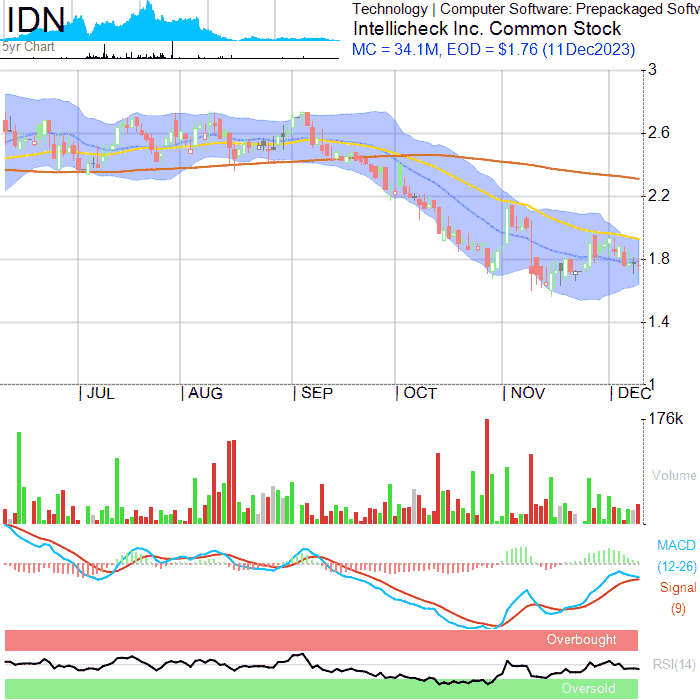 IDN
5yr Chart
Technology | Computer Software: Prepackaged Softw
Intellicheck Inc. Common Stock
MC = 34.1M, EOD = $1.76 (11Dec2023)
3
2.6
2.2
1.8
1.4
1
JUL AUG SEP OCT NOV DEC
176k
Volume
MACD
(12-26)
Signal
(9)
Overbought
RSI(14)
Oversold